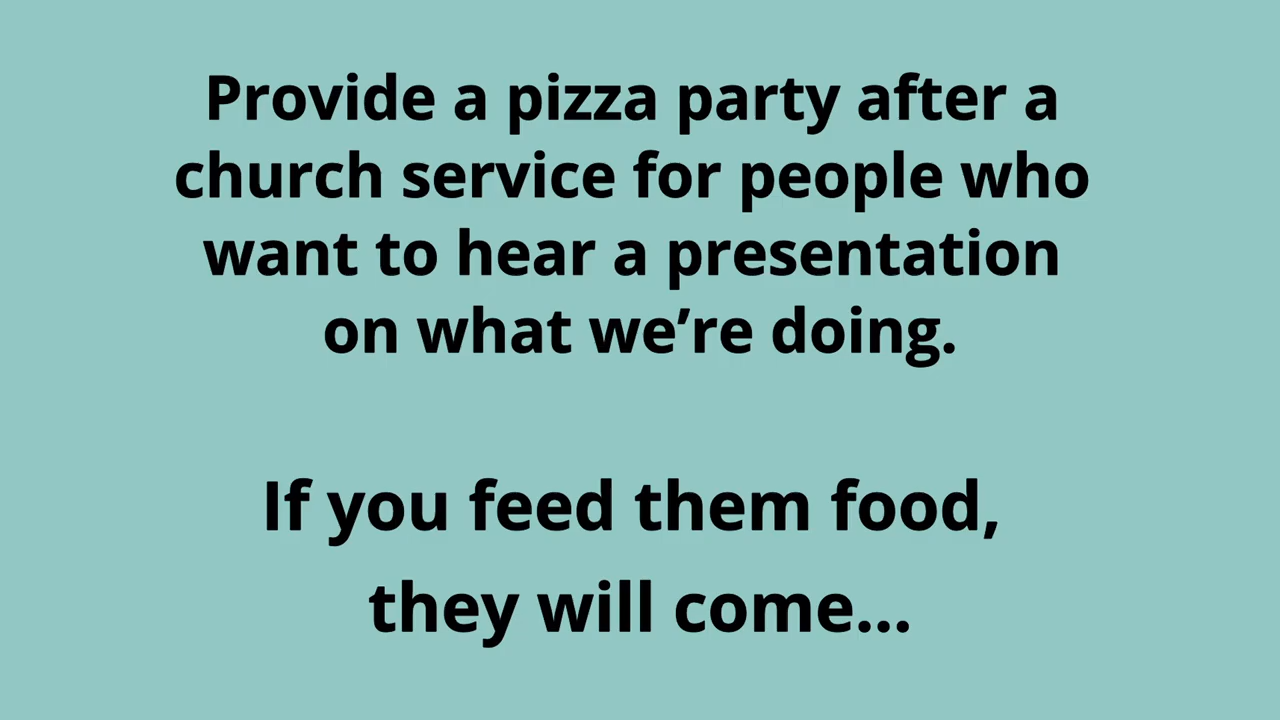 Provide a pizza party after a
church service for people who
want to hear a presentation
on what we’re doing.
If you feed them food,
they will come...